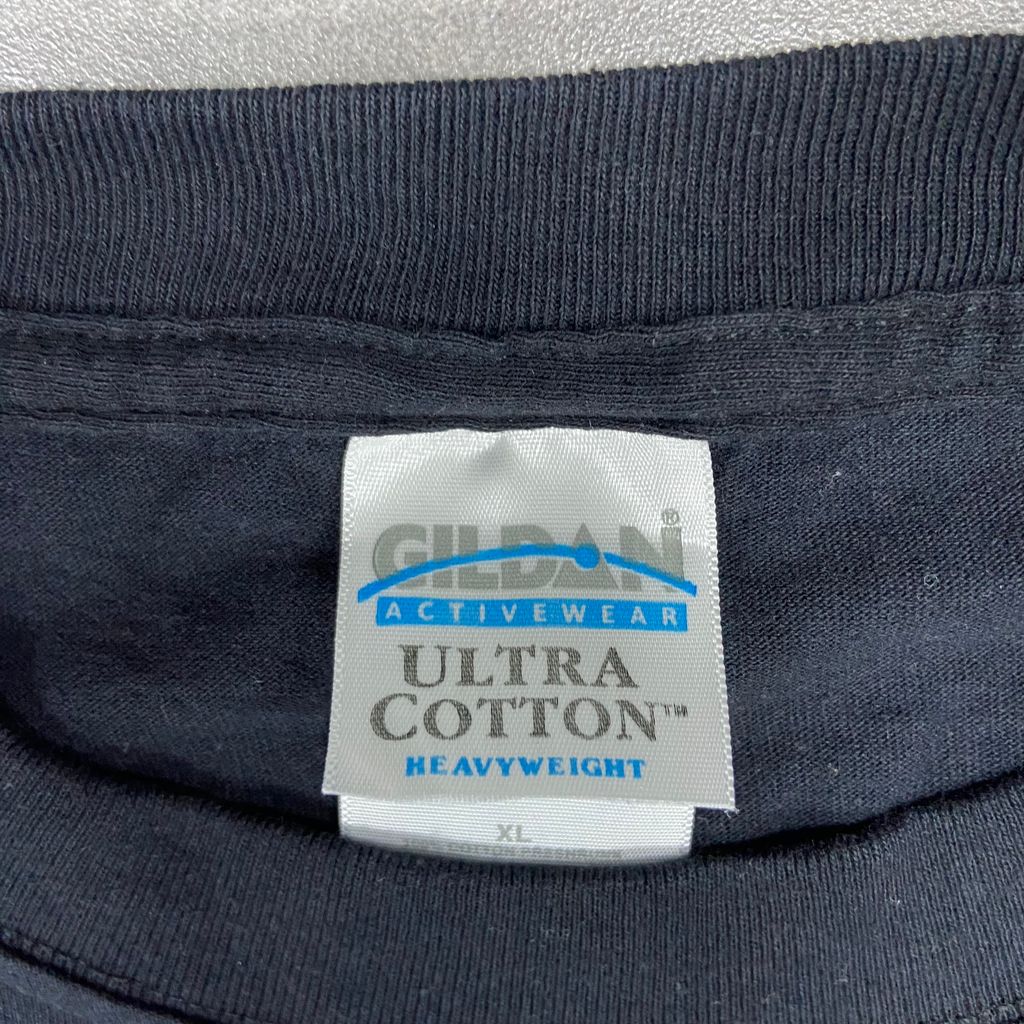 GILDAN®
ACTIVEWEAR
ULTRA
COTTON™
HEAVYWEIGHT
XL